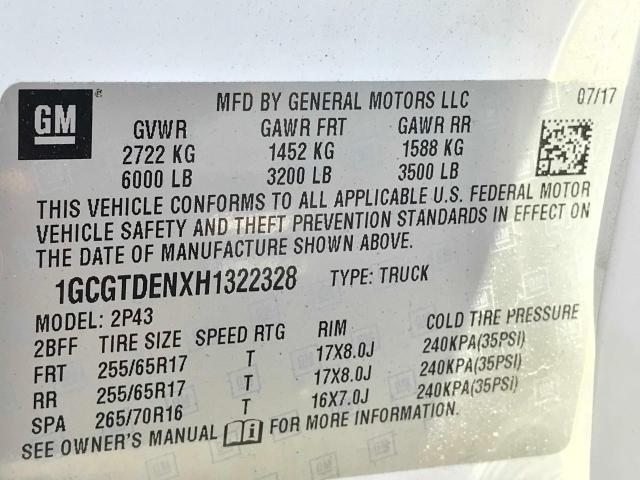 GM ® MFD BY GENERAL MOTORS LLC 07/17
GVWR GAWR FRT GAWR RR
2722 KG 1452 KG 1588 KG
6000 LB 3200 LB 3500 LB
THIS VEHICLE CONFORMS TO ALL APPLICABLE U.S. FEDERAL MOTOR
VEHICLE SAFETY AND THEFT PREVENTION STANDARDS IN EFFECT ON
THE DATE OF MANUFACTURE SHOWN ABOVE.
1GCGTDENXH1322328 TYPE: TRUCK
MODEL: 2P43
2BFF TIRE SIZE SPEED RTG RIM COLD TIRE PRESSURE
FRT 255/65R17 T 17X8.0J 240KPA(35PSI)
RR 255/65R17 T 17X8.0J 240KPA(35PSI)
SPA 265/70R16 T 16X7.0J 240KPA(35PSI)
SEE OWNER'S MANUAL FOR MORE INFORMATION.